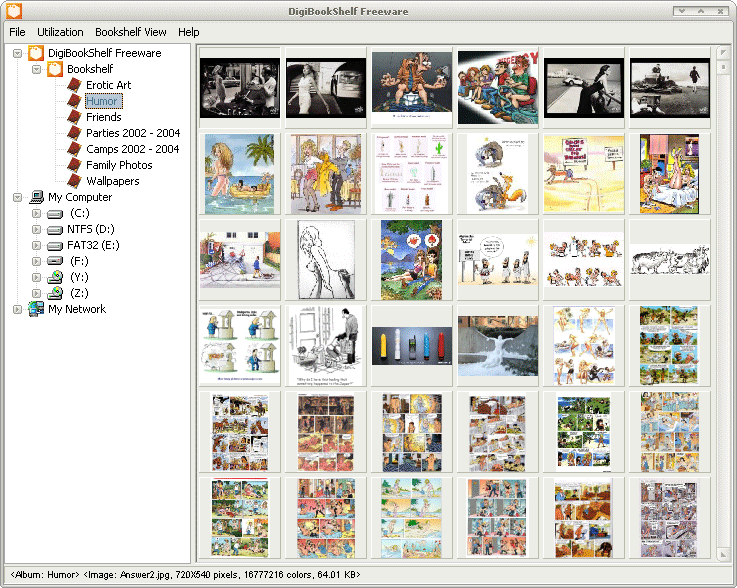 DigiBookShelf Freeware
File Utilization Bookshelf View Help
DigiBookShelf Freeware
Bookshelf
Erotic Art
Humor
Friends
Parties 2002 - 2004
Camps 2002 - 2004
Family Photos
Wallpapers
My Computer
(C:)
NTFS (D:)
FAT32 (E:)
(F:)
(Y:)
(Z:)
My Network
<Album: Humor> <Image: Answer2.jpg, 720X540 pixels, 16777216 colors, 64.01 KB>